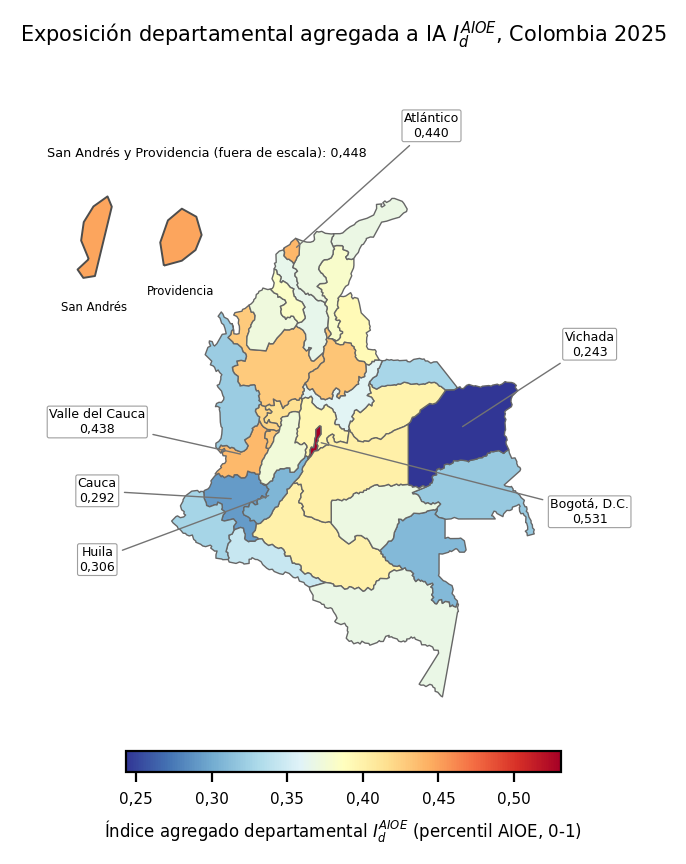 Exposición departamental agregada a IA $I_d^{AIOE}$, Colombia 2025
Atlántico
0,440
San Andrés y Providencia (fuera de escala): 0,448
Providencia
San Andrés
Vichada
0,243
Valle del Cauca
0,438
Cauca
0,292
Bogotá, D.C.
0,531
Huila
0,306
0,25 0,30 0,35 0,40 0,45 0,50
Índice agregado departamental $I_d^{AIOE}$ (percentil AIOE, 0-1)